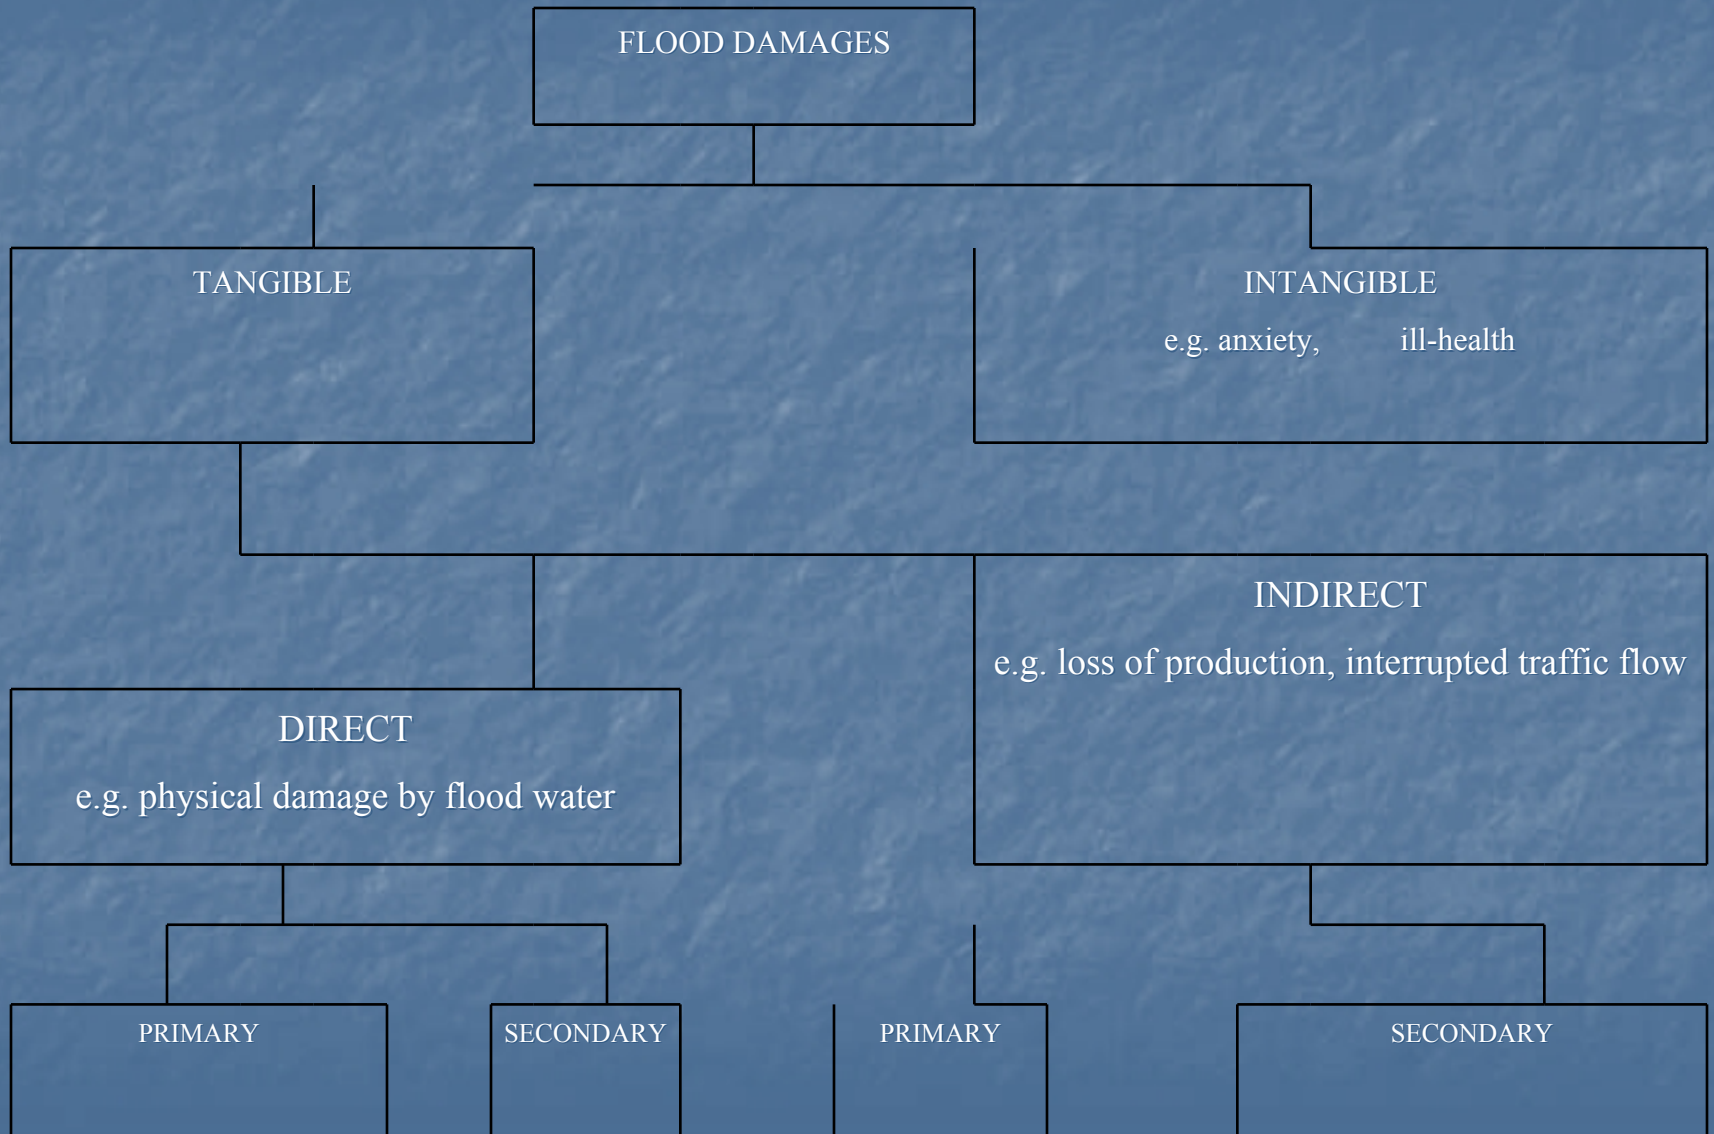 FLOOD DAMAGES
TANGIBLE
INTANGIBLE
e.g. anxiety, ill-health
INDIRECT
e.g. loss of production, interrupted traffic flow
DIRECT
e.g. physical damage by flood water
PRIMARY
SECONDARY
PRIMARY
SECONDARY